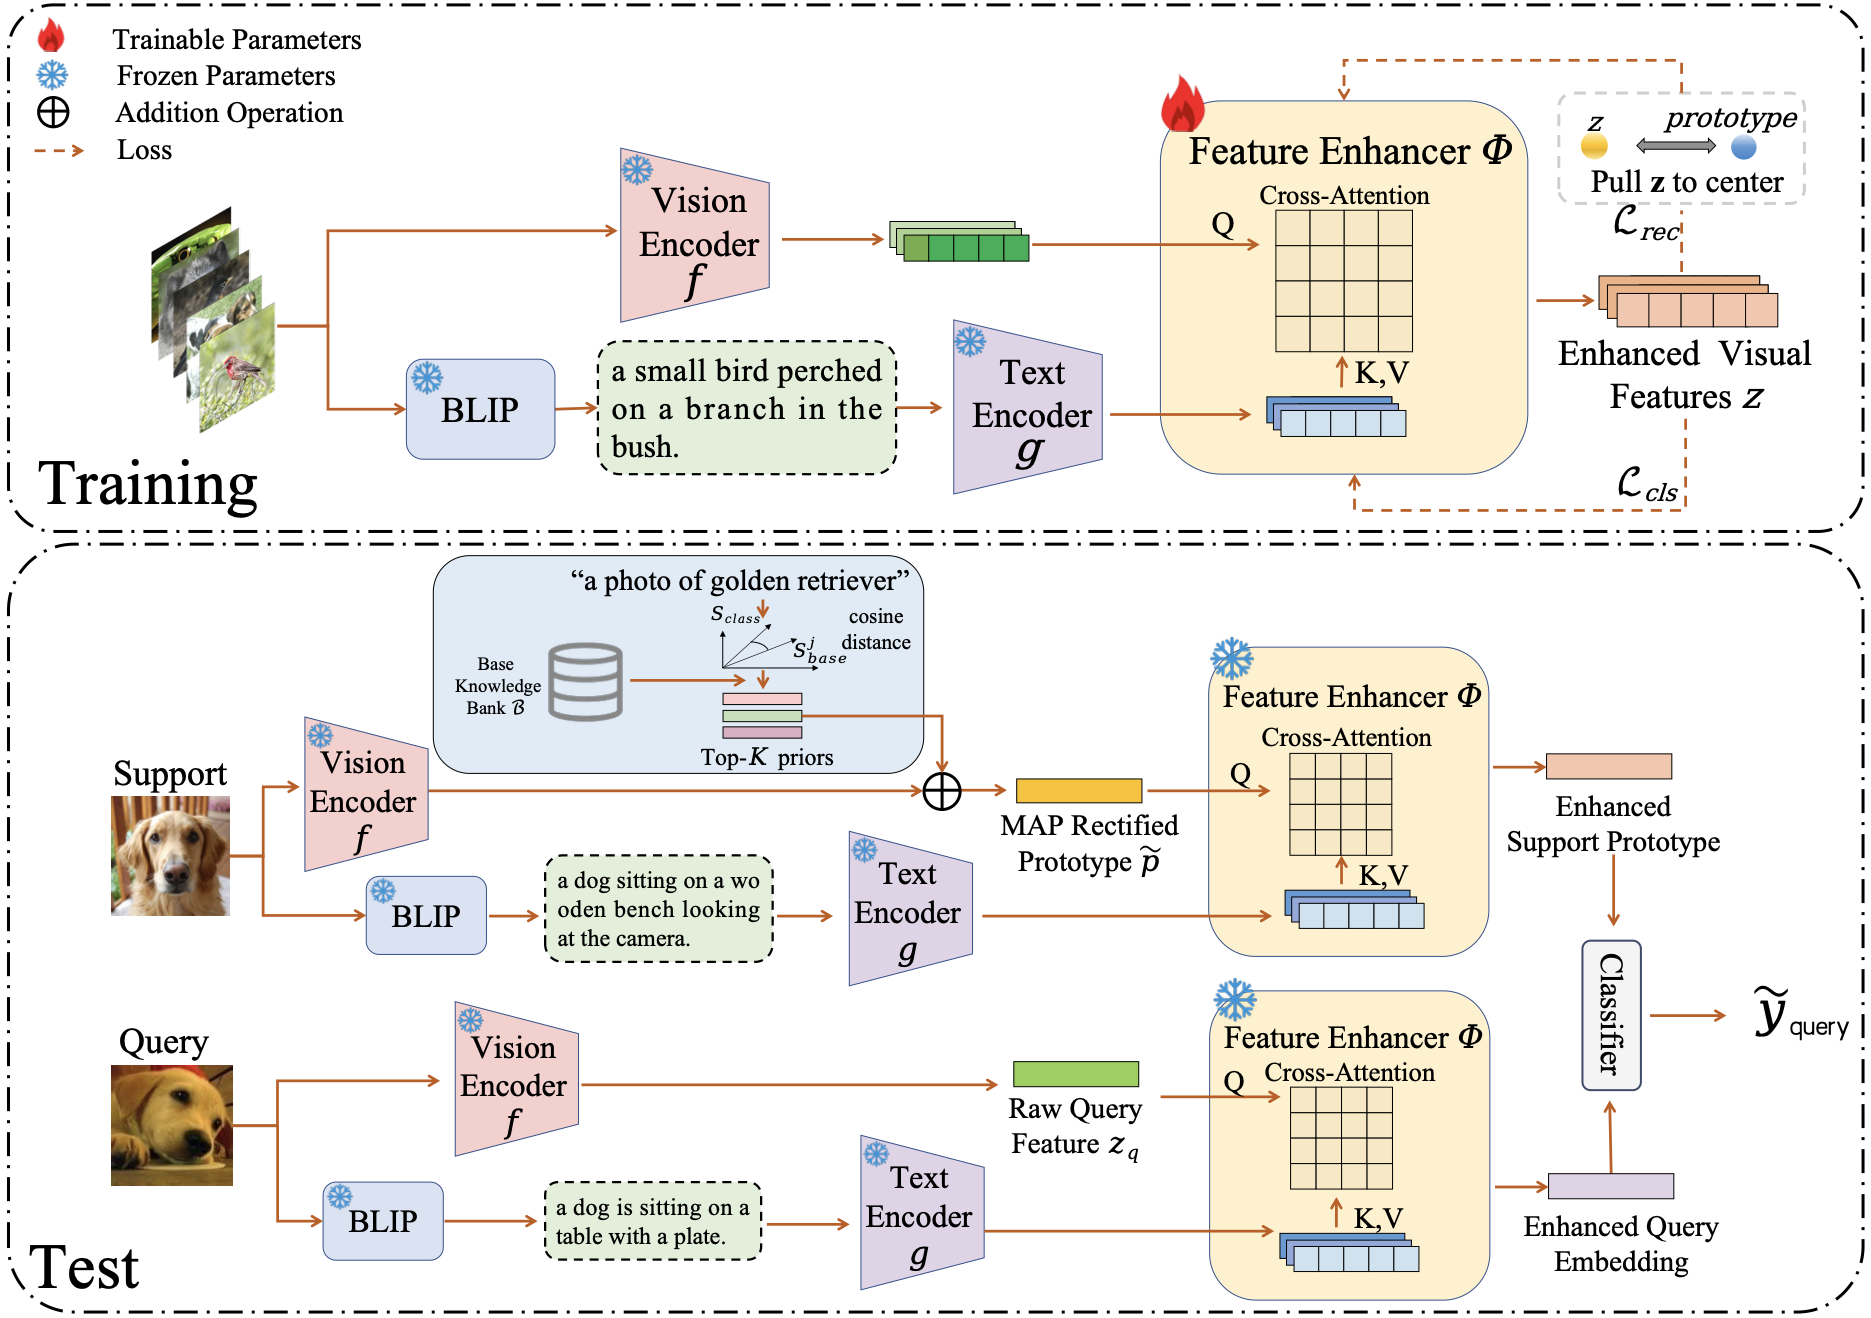 Trainable Parameters
Frozen Parameters
Addition Operation
Loss
Vision
Encoder
f
BLIP
a small bird perched
on a branch in the
bush.
Text
Encoder
g
Feature Enhancer Φ
Cross-Attention
Q
K,V
z
prototype
Pull z to center
ℒrec
Enhanced Visual
Features z
ℒcls
Training
"a photo of golden retriever"
Sclass
cosine
distance
S^j_base
Base
Knowledge
Bank ℬ
Top-K priors
Support
Vision
Encoder
f
BLIP
a dog sitting on a wo
oden bench looking
at the camera.
Text
Encoder
g
MAP Rectified
Prototype p̃
Feature Enhancer Φ
Cross-Attention
Q
K,V
Enhanced
Support Prototype
Classifier
ỹquery
Query
Vision
Encoder
f
BLIP
a dog is sitting on a
table with a plate.
Text
Encoder
g
Raw Query
Feature zq
Feature Enhancer Φ
Cross-Attention
Q
K,V
Enhanced Query
Embedding
Test